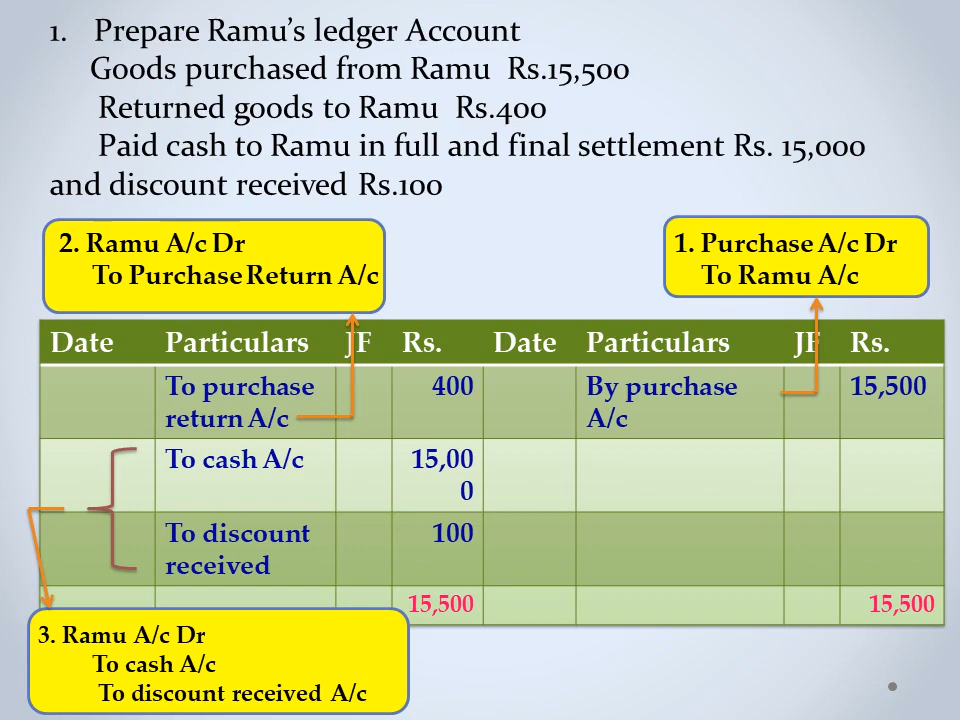 1. Prepare Ramu’s ledger Account
Goods purchased from Ramu Rs.15,500
Returned goods to Ramu Rs.400
Paid cash to Ramu in full and final settlement Rs. 15,000
and discount received Rs.100
2. Ramu A/c Dr
To Purchase Return A/c
1. Purchase A/c Dr
To Ramu A/c
Date Particulars JF Rs. Date Particulars JF Rs.
To purchase 400 By purchase 15,500
return A/c A/c
To cash A/c 15,00
0
To discount 100
received
15,500 15,500
3. Ramu A/c Dr
To cash A/c
To discount received A/c